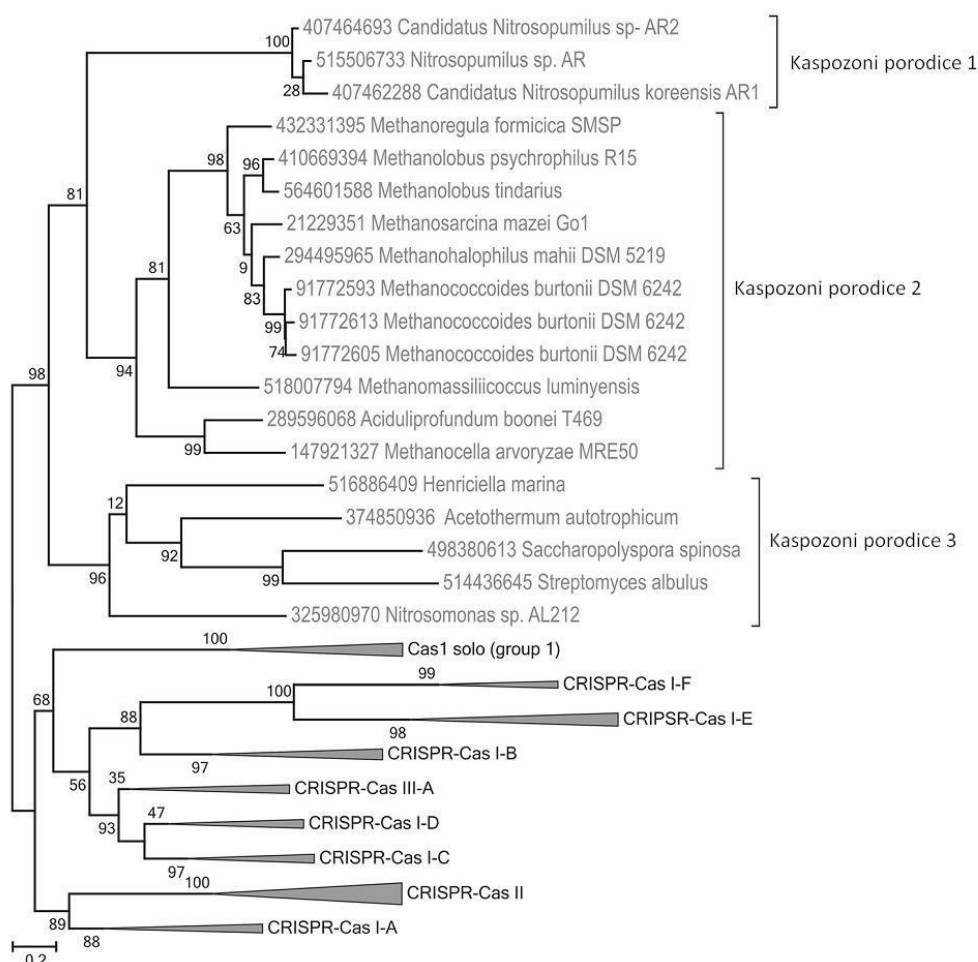 407464693 Candidatus Nitrosopumilus sp- AR2
100
515506733 Nitrosopumilus sp. AR
Kaspozoni porodice 1
28
407462288 Candidatus Nitrosopumilus koreensis AR1
432331395 Methanoregula formicica SMSP
98
96
410669394 Methanolobus psychrophilus R15
81
564601588 Methanolobus tindarius
63
21229351 Methanosarcina mazei Go1
81
9
294495965 Methanohalophilus mahii DSM 5219
83
91772593 Methanococcoides burtonii DSM 6242
Kaspozoni porodice 2
99
91772613 Methanococcoides burtonii DSM 6242
74
91772605 Methanococcoides burtonii DSM 6242
98
94
518007794 Methanomassiliicoccus luminyensis
289596068 Aciduliprofundum boonei T469
99
147921327 Methanocella arvoryzae MRE50
12
516886409 Henriciella marina
374850936 Acetothermum autotrophicum
Kaspozoni porodice 3
92
498380613 Saccharopolyspora spinosa
96
99
514436645 Streptomyces albulus
325980970 Nitrosomonas sp. AL212
100
Cas1 solo (group 1)
99
CRISPR-Cas I-F
68
100
88
CRIPSR-Cas I-E
98
CRISPR-Cas I-B
97
56
35
CRISPR-Cas III-A
47
93
CRISPR-Cas I-D
CRISPR-Cas I-C
97
100
CRISPR-Cas II
89
CRISPR-Cas I-A
88
0.2